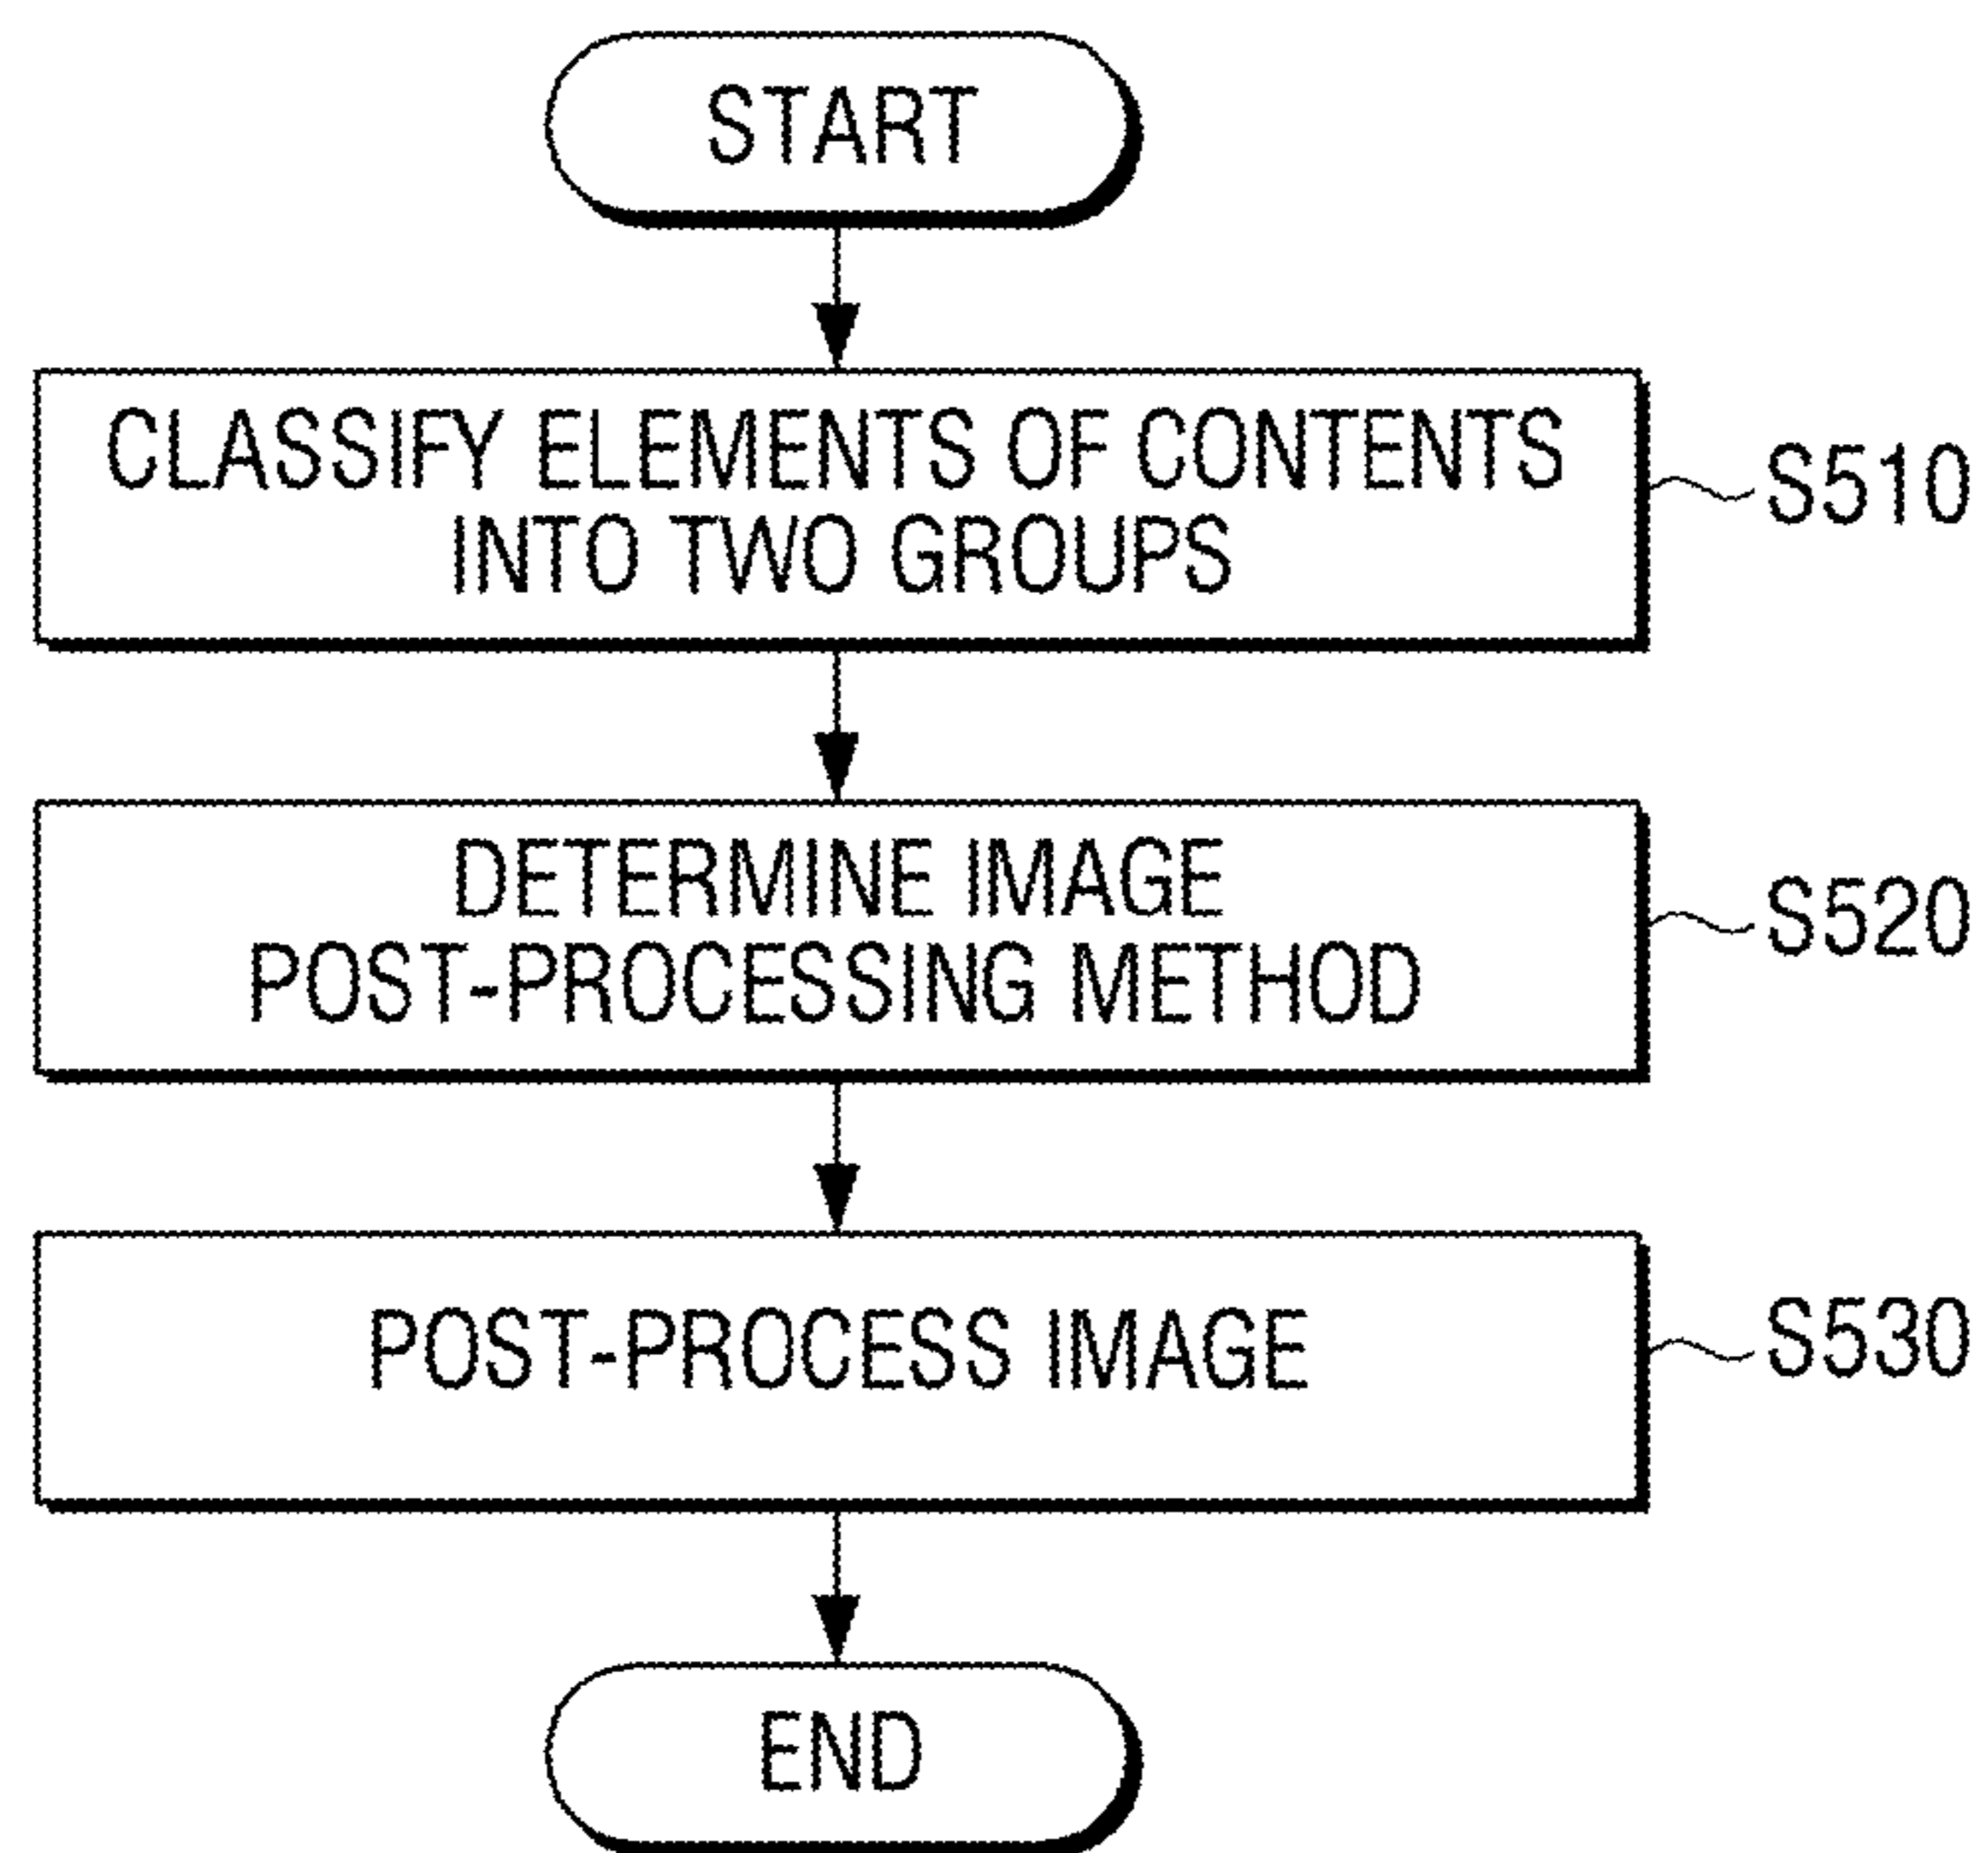 START
CLASSIFY ELEMENTS OF CONTENTS
INTO TWO GROUPS
S510
DETERMINE IMAGE
POST-PROCESSING METHOD
S520
POST-PROCESS IMAGE
S530
END